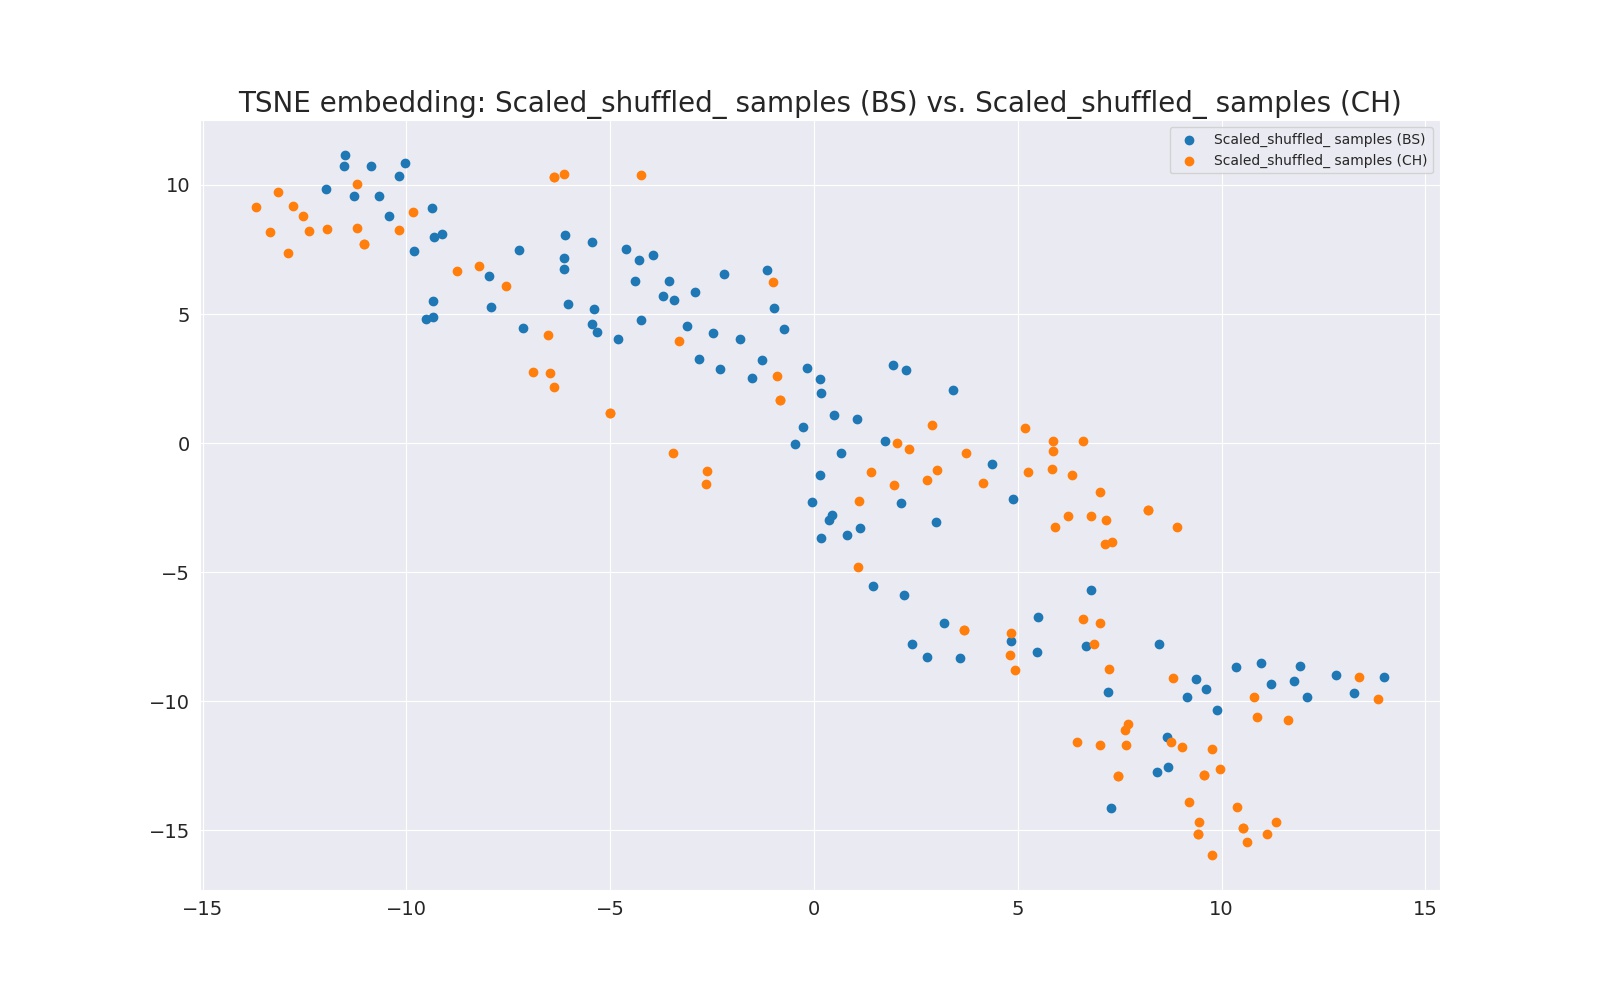 TSNE embedding: Scaled_shuffled_ samples (BS) vs. Scaled_shuffled_ samples (CH)
Scaled_shuffled_ samples (BS)
Scaled_shuffled_ samples (CH)
10
5
0
−5
−10
−15
−15 −10 −5 0 5 10 15